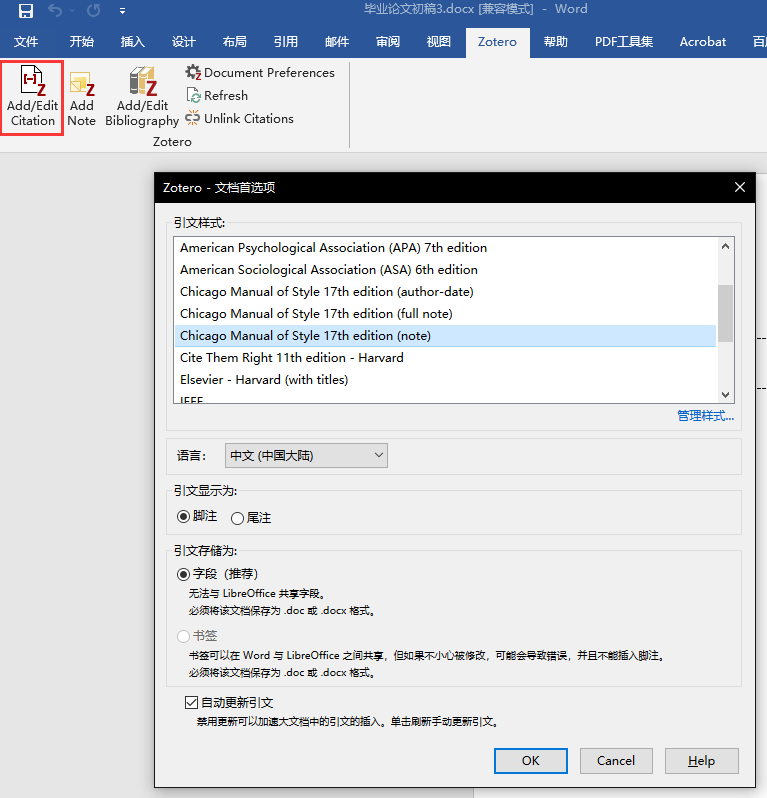 毕业论文初稿3.docx [兼容模式] - Word
文件 开始 插入 设计 布局 引用 邮件 审阅 视图 Zotero 帮助 PDF工具集 Acrobat 百
Add/Edit Citation
Add Note
Add/Edit Bibliography
Document Preferences
Refresh
Unlink Citations
Zotero
Zotero - 文档首选项
引文样式:
American Psychological Association (APA) 7th edition
American Sociological Association (ASA) 6th edition
Chicago Manual of Style 17th edition (author-date)
Chicago Manual of Style 17th edition (full note)
Chicago Manual of Style 17th edition (note)
Cite Them Right 11th edition - Harvard
Elsevier - Harvard (with titles)
IEEE
管理样式...
语言: 中文 (中国大陆)
引文显示为:
脚注 尾注
引文存储为:
字段（推荐）
无法与 LibreOffice 共享字段。
必须将该文档保存为 .doc 或 .docx 格式。
书签
书签可以在 Word 与 LibreOffice 之间共享，但如果不小心被修改，可能会导致错误，并且不能插入脚注。
必须将该文档保存为 .doc 或 .docx 格式。
自动更新引文
禁用更新可以加速大文档中的引文的插入。单击刷新手动更新引文。
OK Cancel Help